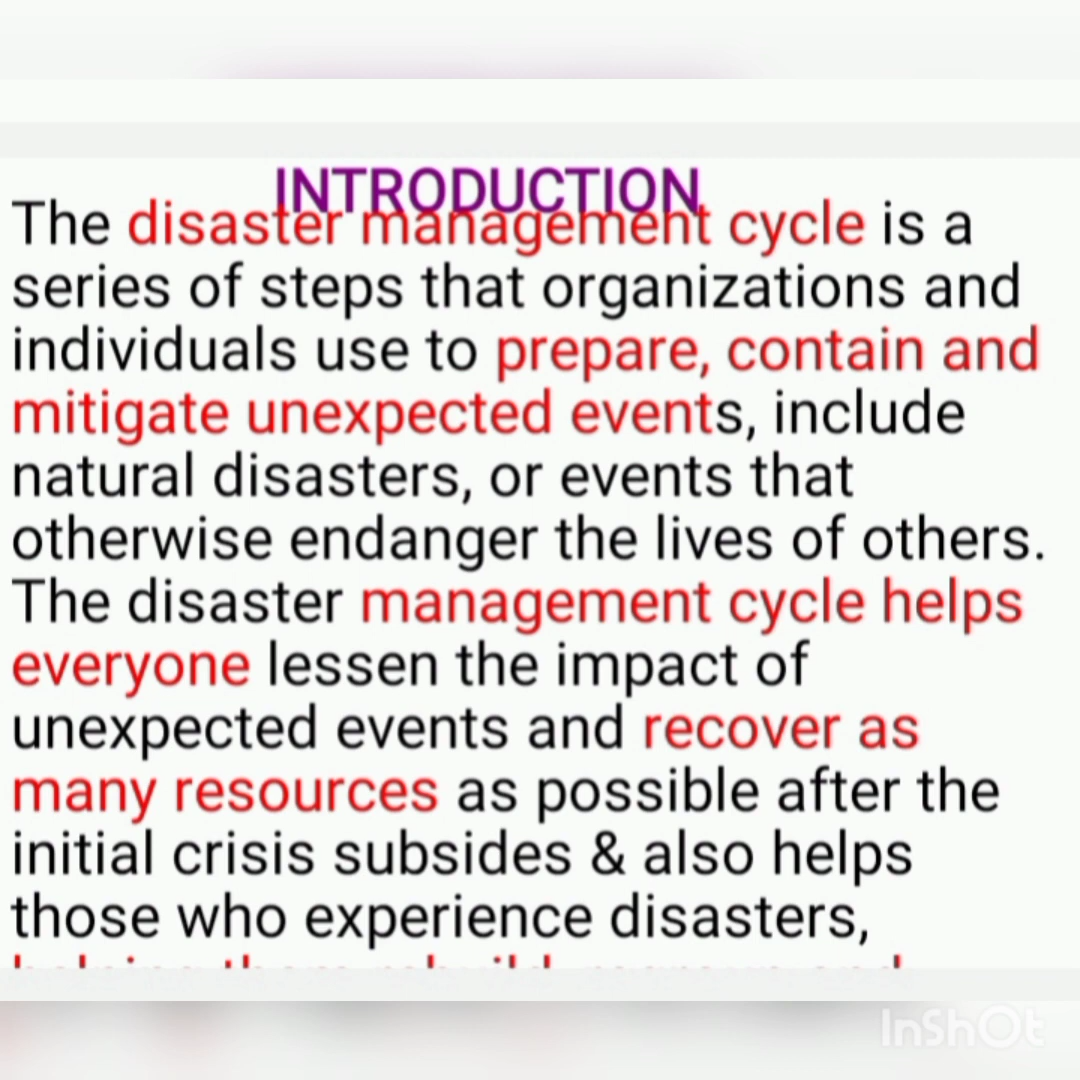 INTRODUCTION
The disaster management cycle is a
series of steps that organizations and
individuals use to prepare, contain and
mitigate unexpected events, include
natural disasters, or events that
otherwise endanger the lives of others.
The disaster management cycle helps
everyone lessen the impact of
unexpected events and recover as
many resources as possible after the
initial crisis subsides & also helps
those who experience disasters,
InShOt